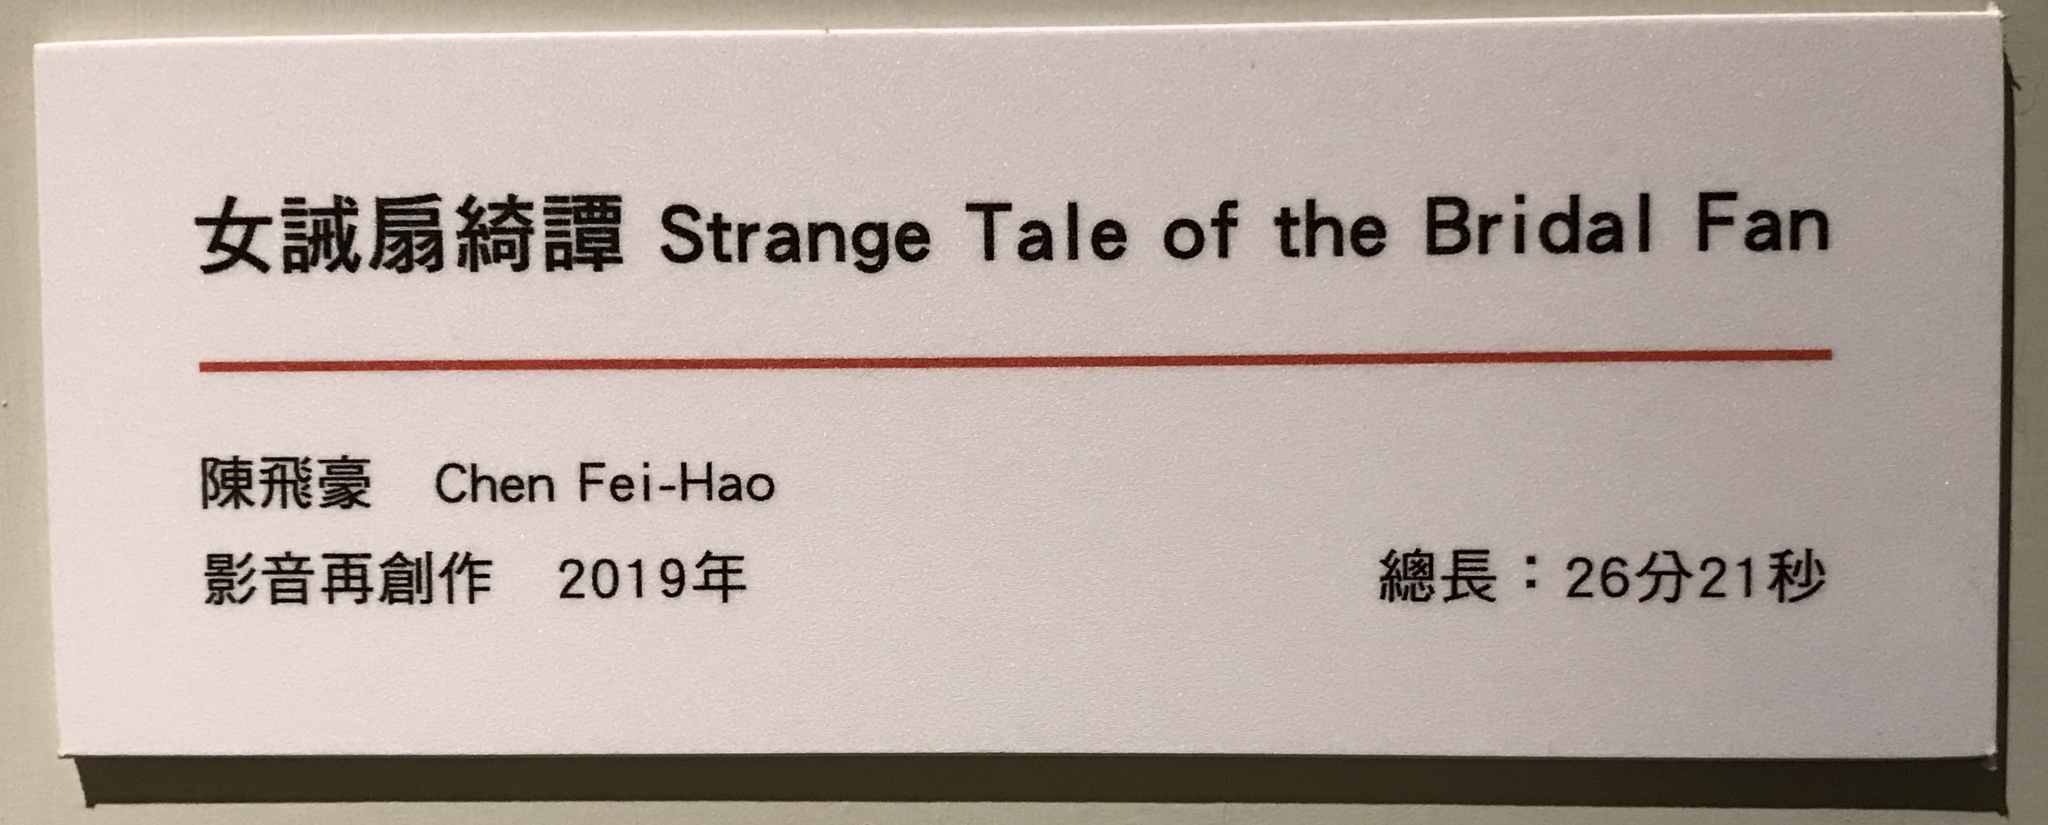 女誡扇綺譚 Strange Tale of the Bridal Fan
陳飛豪　Chen Fei-Hao
影音再創作　2019年　總長：26分21秒